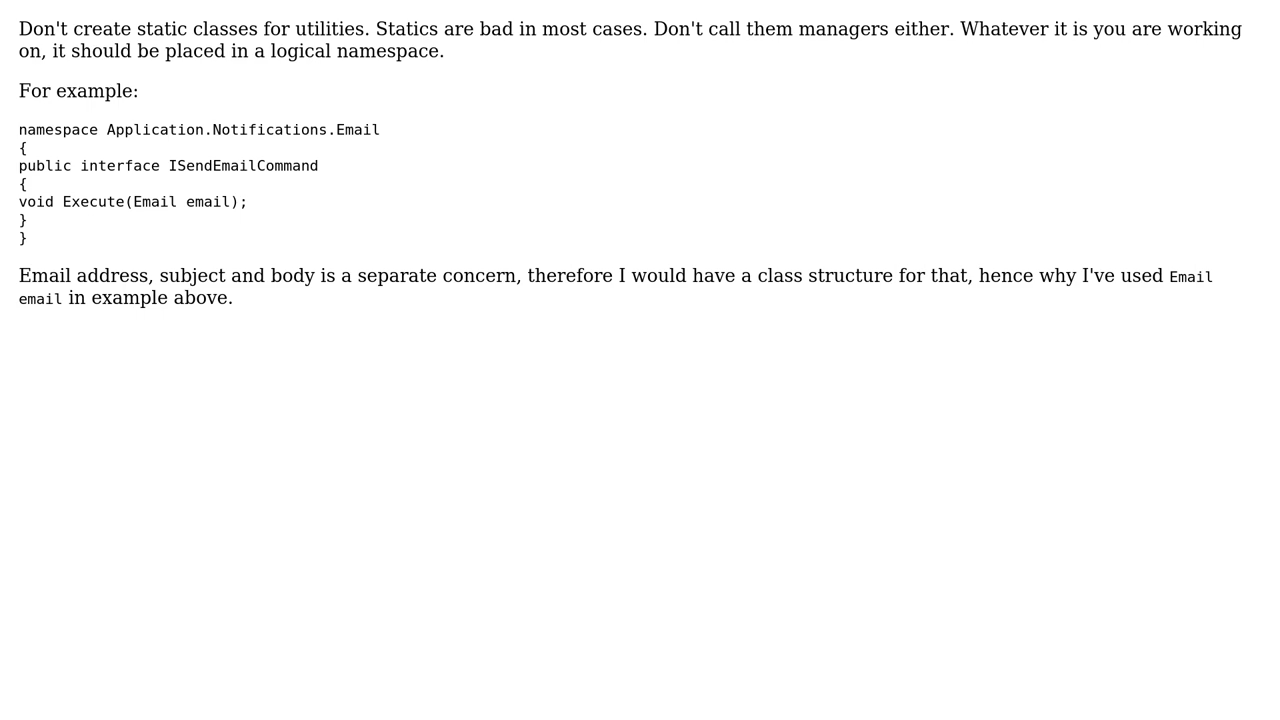 Don't create static classes for utilities. Statics are bad in most cases. Don't call them managers either. Whatever it is you are working
on, it should be placed in a logical namespace.
For example:
namespace Application.Notifications.Email
{
public interface ISendEmailCommand
{
void Execute(Email email);
}
}
Email address, subject and body is a separate concern, therefore I would have a class structure for that, hence why I've used Email
email in example above.